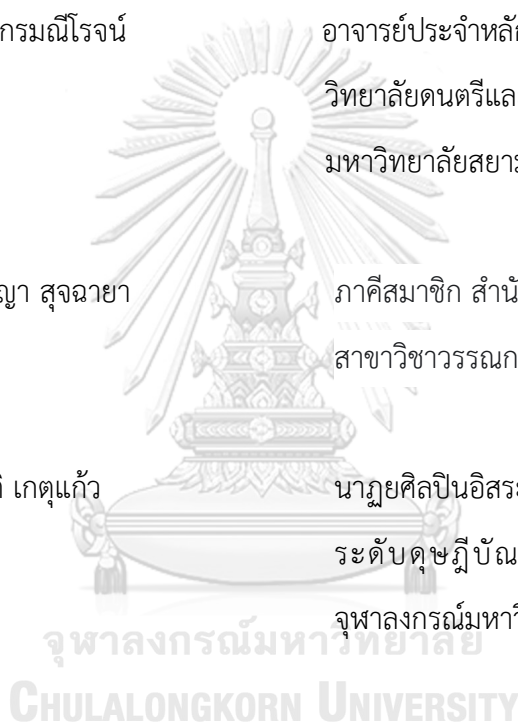 กรมณีโรจน์ อาจารย์ประจำหลัก
วิทยาลัยดนตรีแล
มหาวิทยาลัยสยาม
ญา สุจฉายา ภาคีสมาชิก สำนั
สาขาวิชาวรรณก
เกตุแก้ว นาฏยศิลปินอิสระ
ระดับดุษฎีบัณ
จุฬาลงกรณ์มหาวิ
จุฬาลงกรณ์มหาวิทยาลัย
CHULALONGKORN UNIVERSITY